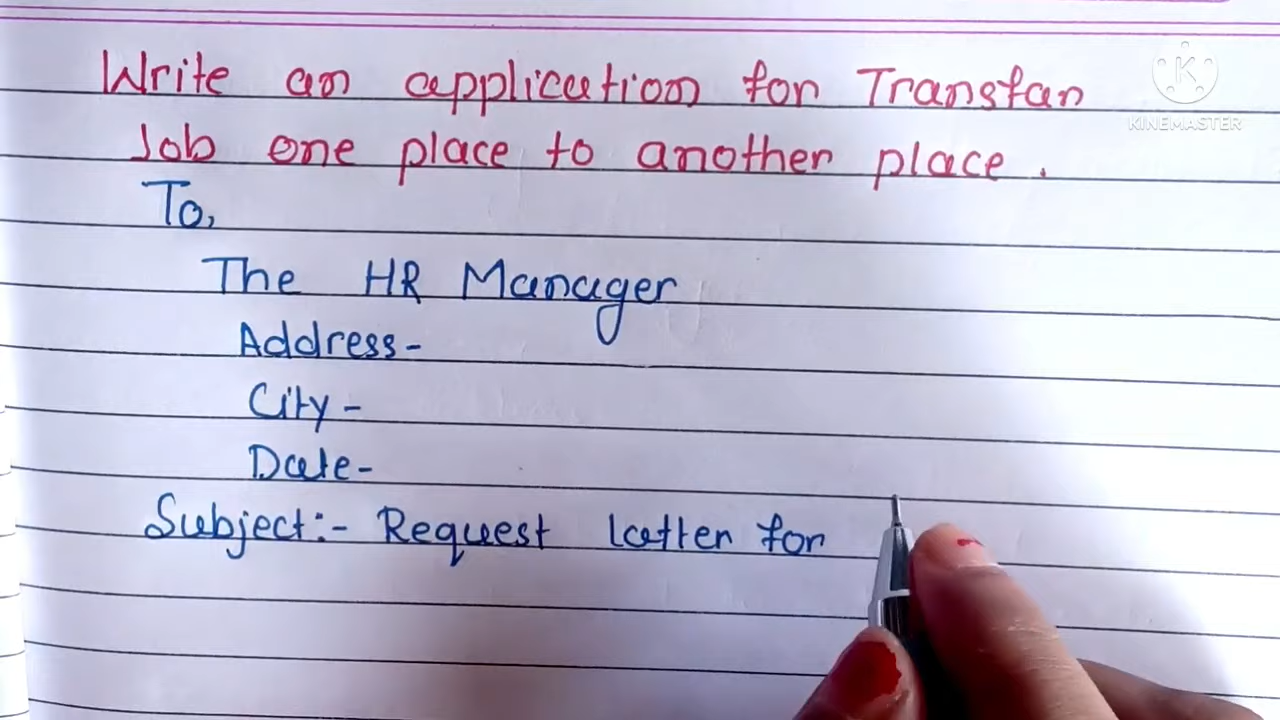 Write an application for Transfar
Job one place to another place.
To,
The HR Manager
Address-
City-
Date-
Subject:- Request latter for
K
KINEMASTER